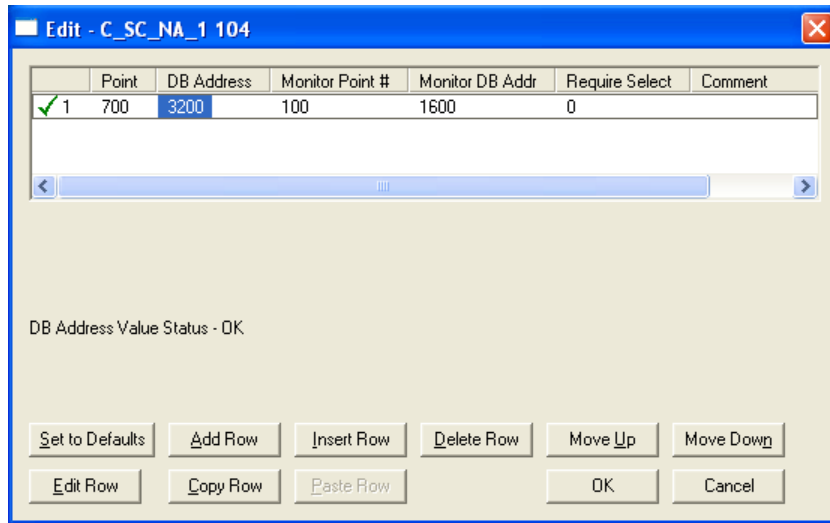 Edit - C_SC_NA_1 104
Point DB Address Monitor Point # Monitor DB Addr Require Select Comment
1 700 3200 100 1600 0
DB Address Value Status - OK
Set to Defaults Add Row Insert Row Delete Row Move Up Move Down
Edit Row Copy Row Paste Row OK Cancel